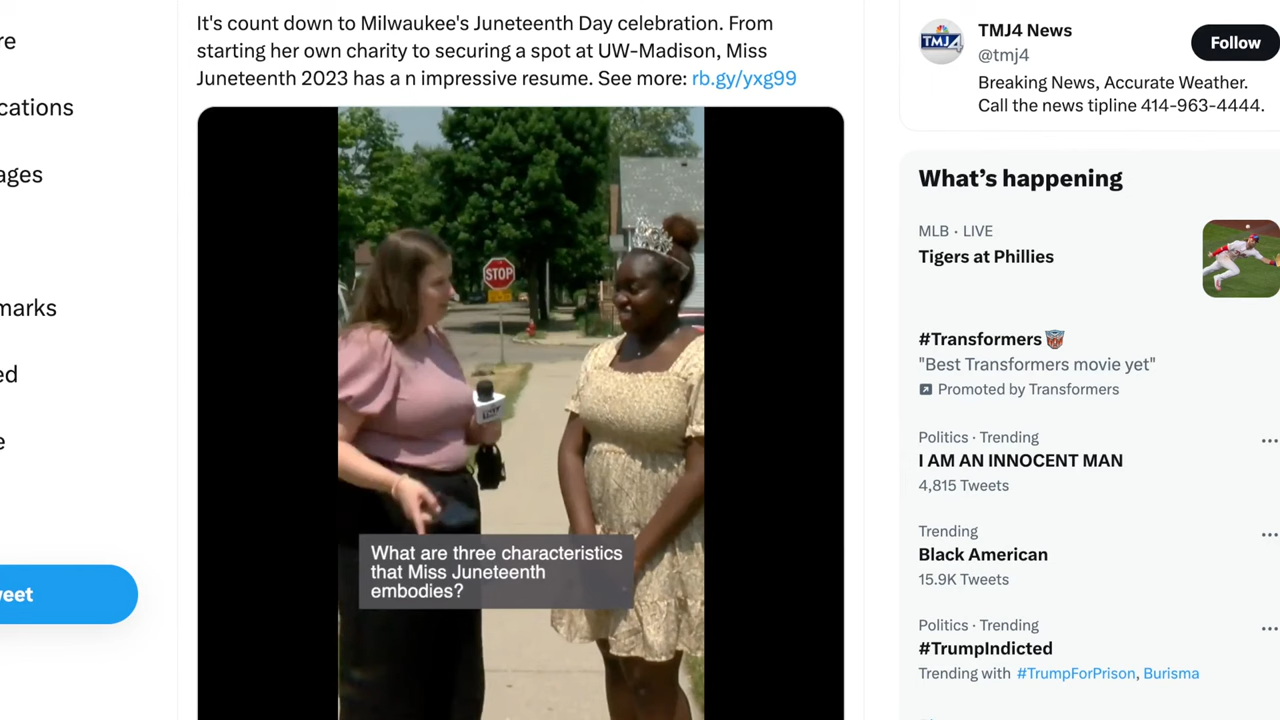 re
cations
ages
marks
ed
e
weet
It's count down to Milwaukee's Juneteenth Day celebration. From
starting her own charity to securing a spot at UW-Madison, Miss
Juneteenth 2023 has a n impressive resume. See more: rb.gy/yxg99
STOP
TMJ4
What are three characteristics
that Miss Juneteenth
embodies?
TMJ4
TMJ4 News
@tmj4
Follow
Breaking News, Accurate Weather.
Call the news tipline 414-963-4444.
What's happening
MLB · LIVE
Tigers at Phillies
#Transformers
"Best Transformers movie yet"
Promoted by Transformers
Politics · Trending
I AM AN INNOCENT MAN
4,815 Tweets
Trending
Black American
15.9K Tweets
Politics · Trending
#TrumpIndicted
Trending with #TrumpForPrison, Burisma